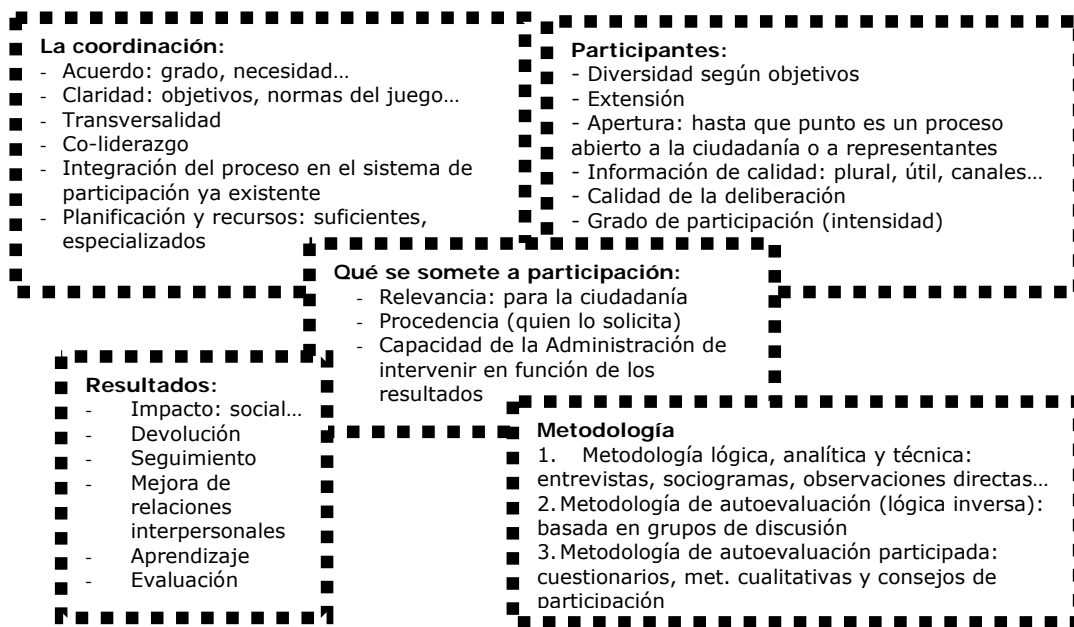 La coordinación:
- Acuerdo: grado, necesidad…
- Claridad: objetivos, normas del juego…
- Transversalidad
- Co-liderazgo
- Integración del proceso en el sistema de
participación ya existente
- Planificación y recursos: suficientes,
especializados
Participantes:
- Diversidad según objetivos
- Extensión
- Apertura: hasta que punto es un proceso
abierto a la ciudadanía o a representantes
- Información de calidad: plural, útil, canales…
- Calidad de la deliberación
- Grado de participación (intensidad)
Qué se somete a participación:
- Relevancia: para la ciudadanía
- Procedencia (quien lo solicita)
- Capacidad de la Administración de
intervenir en función de los
resultados
Resultados:
- Impacto: social…
- Devolución
- Seguimiento
- Mejora de
relaciones
interpersonales
- Aprendizaje
- Evaluación
Metodología
1. Metodología lógica, analítica y técnica:
entrevistas, sociogramas, observaciones directas…
2. Metodología de autoevaluación (lógica inversa):
basada en grupos de discusión
3. Metodología de autoevaluación participada:
cuestionarios, met. cualitativas y consejos de
participación